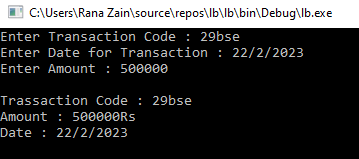 C:\Users\Rana Zain\source\repos\lb\lb\bin\Debug\lb.exe
Enter Transaction Code : 29bse
Enter Date for Transaction : 22/2/2023
Enter Amount : 500000
Trassaction Code : 29bse
Amount : 500000Rs
Date : 22/2/2023